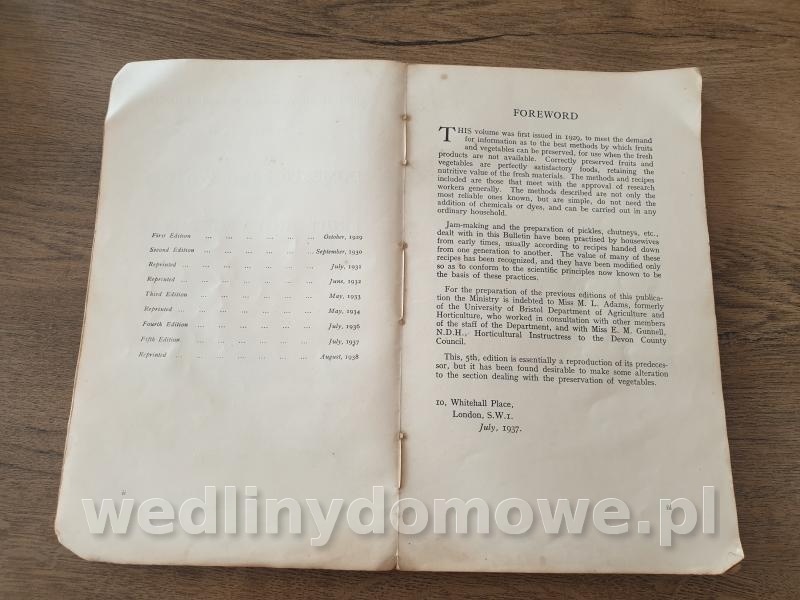 First Edition ... ... ... ... ... ... October, 1929
Second Edition ... ... ... ... ... September, 1930
Reprinted ... ... ... ... ... ... July, 1931
Reprinted ... ... ... ... ... ... June, 1932
Third Edition ... ... ... ... ... May, 1933
Reprinted ... ... ... ... ... ... May, 1934
Fourth Edition ... ... ... ... ... July, 1936
Fifth Edition ... ... ... ... ... July, 1937
Reprinted ... ... ... ... ... ... August, 1938
ii
FOREWORD
THIS volume was first issued in 1929, to meet the demand
for information as to the best methods by which fruits
and vegetables can be preserved, for use when the fresh
products are not available. Correctly preserved fruits and
vegetables are perfectly satisfactory foods, retaining the
nutritive value of the fresh materials. The methods and recipes
included are those that meet with the approval of research
workers generally. The methods described are not only the
most reliable ones known, but are simple, do not need the
addition of chemicals or dyes, and can be carried out in any
ordinary household.
Jam-making and the preparation of pickles, chutneys, etc.,
dealt with in this Bulletin have been practised by housewives
from early times, usually according to recipes handed down
from one generation to another. The value of many of these
recipes has been recognized, and they have been modified only
so as to conform to the scientific principles now known to be
the basis of these practices.
For the preparation of the previous editions of this publica-
tion the Ministry is indebted to Miss M. L. Adams, formerly
of the University of Bristol Department of Agriculture and
Horticulture, who worked in consultation with other members
of the staff of the Department, and with Miss E. M. Gunnell,
N.D.H., Horticultural Instructress to the Devon County
Council.
This, 5th, edition is essentially a reproduction of its predeces-
sor, but it has been found desirable to make some alteration
to the section dealing with the preservation of vegetables.
10, Whitehall Place,
London, S.W.1.
July, 1937.
wedlinydomowe.pl